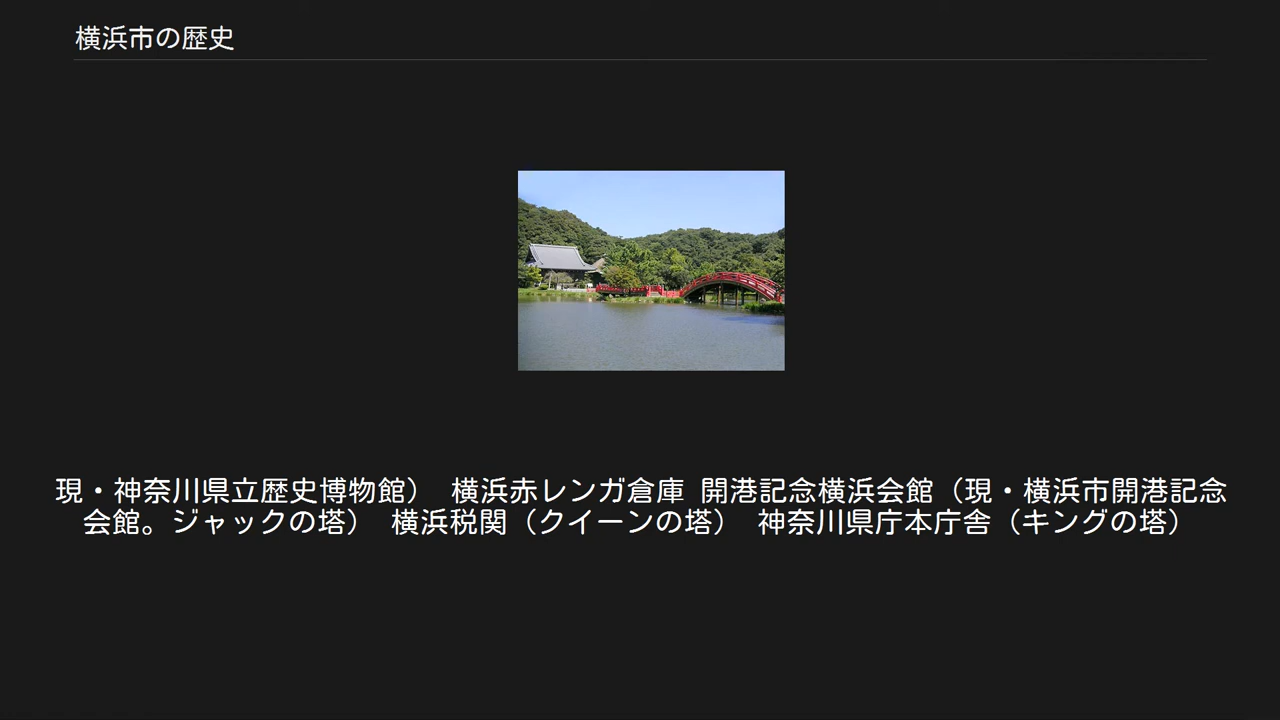 横浜市の歴史
現・神奈川県立歴史博物館） 横浜赤レンガ倉庫 開港記念横浜会館（現・横浜市開港記念
会館。ジャックの塔） 横浜税関（クイーンの塔） 神奈川県庁本庁舎（キングの塔）